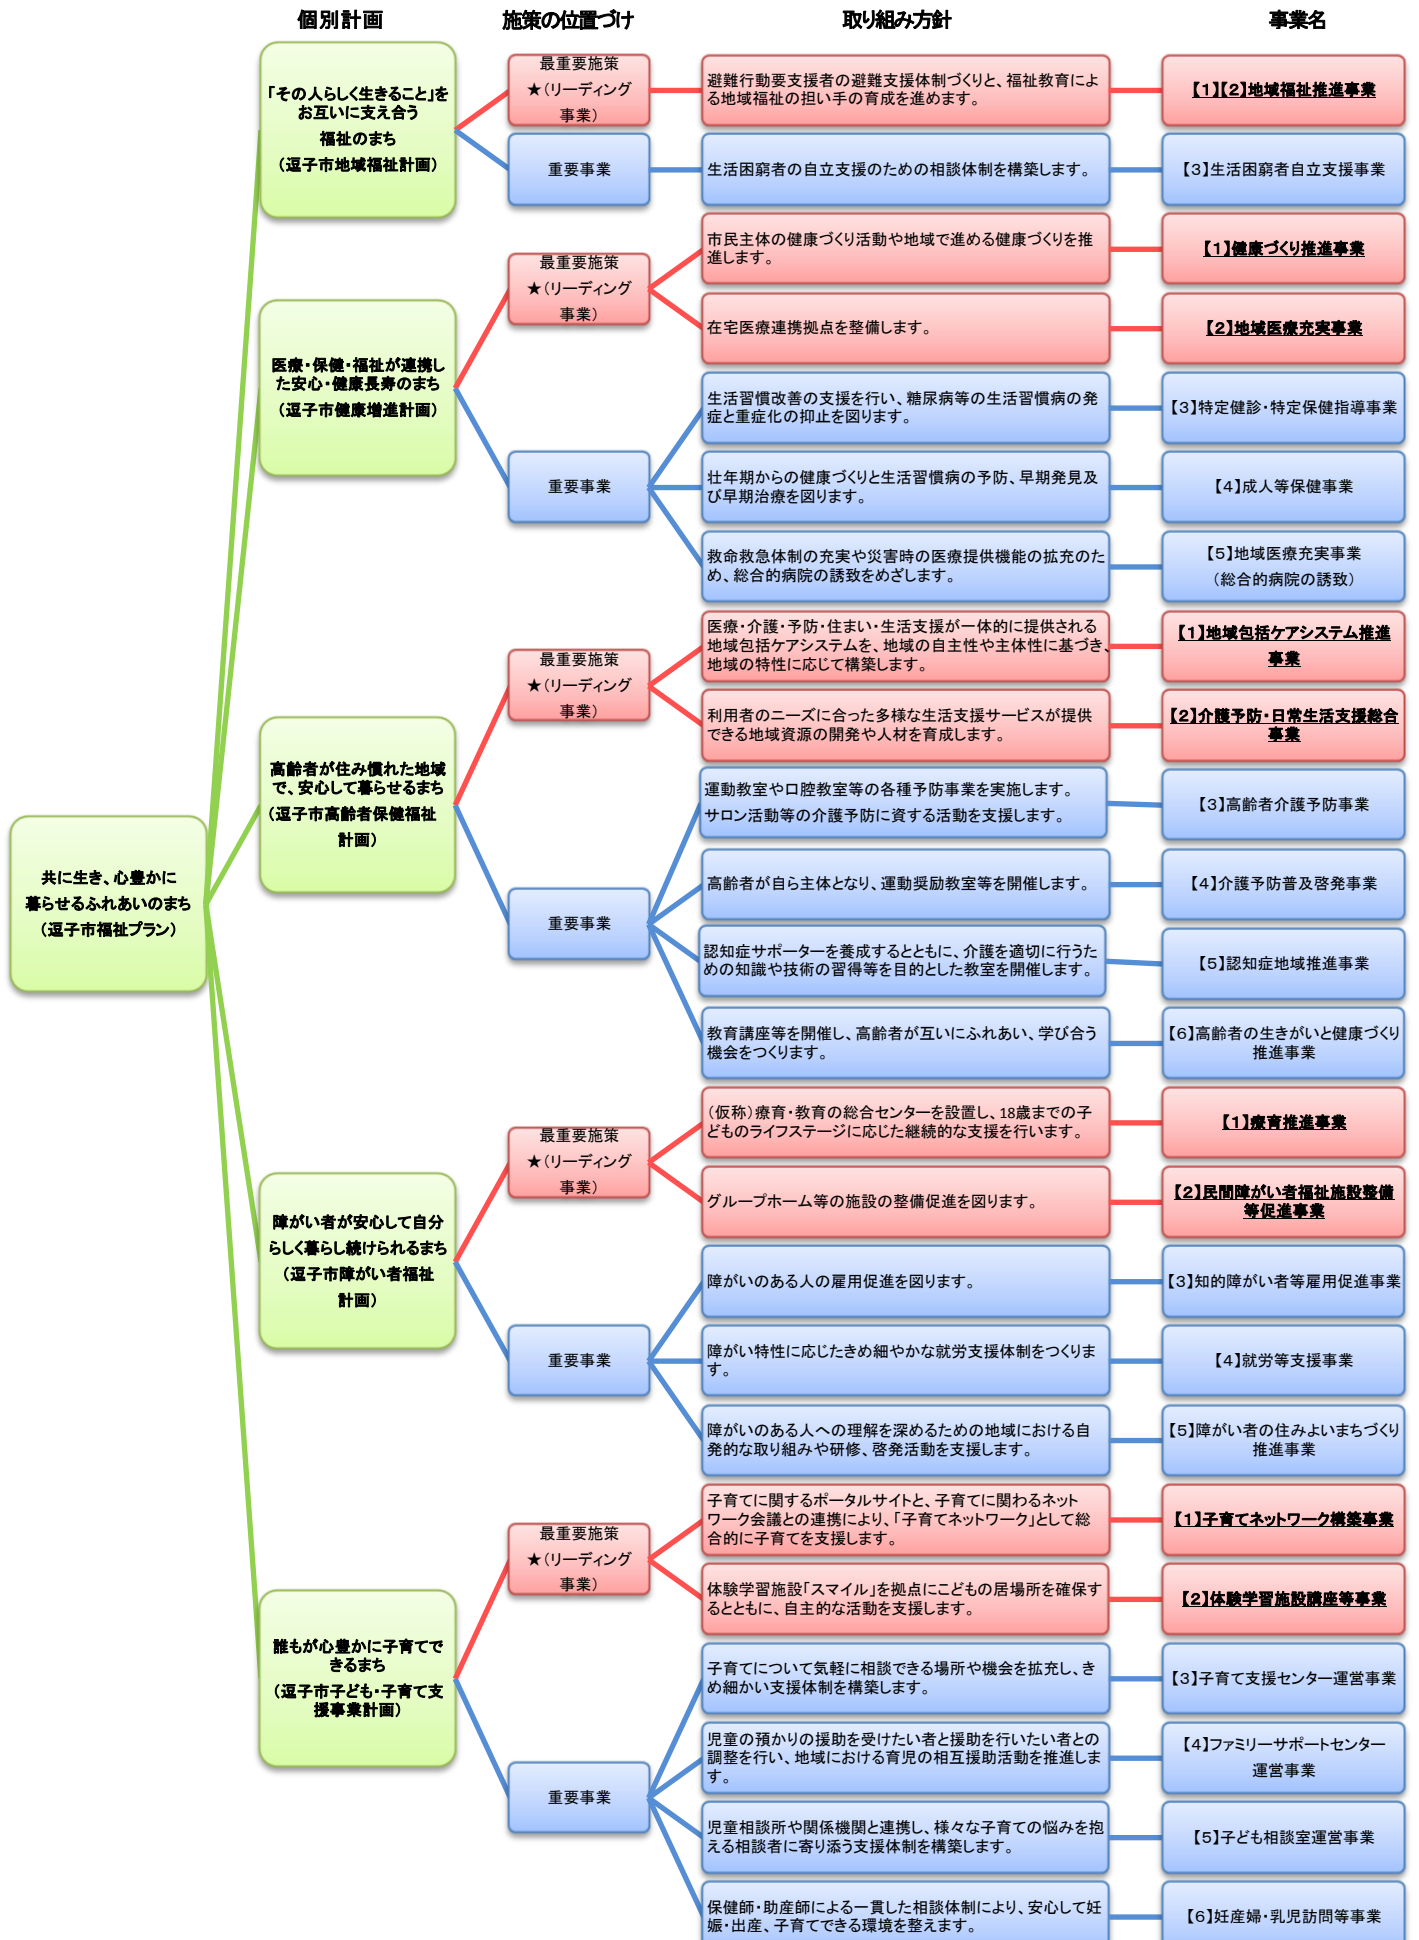 個別計画
施策の位置づけ
取り組み方針
事業名
共に生き、心豊かに
暮らせるふれあいのまち
（逗子市福祉プラン）
「その人らしく生きること」を
お互いに支え合う
福祉のまち
（逗子市地域福祉計画）
最重要施策
★（リーディング
事業）
避難行動要支援者の避難支援体制づくりと、福祉教育によ
る地域福祉の担い手の育成を進めます。
【1】【2】地域福祉推進事業
重要事業
生活困窮者の自立支援のための相談体制を構築します。
【3】生活困窮者自立支援事業
医療・保健・福祉が連携し
た安心・健康長寿のまち
（逗子市健康増進計画）
最重要施策
★（リーディング
事業）
市民主体の健康づくり活動や地域で進める健康づくりを推
進します。
【1】健康づくり推進事業
在宅医療連携拠点を整備します。
【2】地域医療充実事業
重要事業
生活習慣改善の支援を行い、糖尿病等の生活習慣病の発
症と重症化の抑止を図ります。
【3】特定健診・特定保健指導事業
壮年期からの健康づくりと生活習慣病の予防、早期発見及
び早期治療を図ります。
【4】成人等保健事業
救命救急体制の充実や災害時の医療提供機能の拡充のた
め、総合的病院の誘致をめざします。
【5】地域医療充実事業
（総合的病院の誘致）
高齢者が住み慣れた地域
で、安心して暮らせるまち
（逗子市高齢者保健福祉
計画）
最重要施策
★（リーディング
事業）
医療・介護・予防・住まい・生活支援が一体的に提供される
地域包括ケアシステムを、地域の自主性や主体性に基づき、
地域の特性に応じて構築します。
【1】地域包括ケアシステム推進
事業
利用者のニーズに合った多様な生活支援サービスが提供
できる地域資源の開発や人材を育成します。
【2】介護予防・日常生活支援総合
事業
重要事業
運動教室や口腔教室等の各種予防事業を実施します。
サロン活動等の介護予防に資する活動を支援します。
【3】高齢者介護予防事業
高齢者が自ら主体となり、運動奨励教室等を開催します。
【4】介護予防普及啓発事業
認知症サポーターを養成するとともに、介護を適切に行うた
めの知識や技術の習得等を目的とした教室を開催します。
【5】認知症地域推進事業
教育講座等を開催し、高齢者が互いにふれあい、学び合う
機会をつくります。
【6】高齢者の生きがいと健康づくり
推進事業
障がい者が安心して自分
らしく暮らし続けられるまち
（逗子市障がい者福祉
計画）
最重要施策
★（リーディング
事業）
（仮称）療育・教育の総合センターを設置し、18歳までの子
どものライフステージに応じた継続的な支援を行います。
【1】療育推進事業
グループホーム等の施設の整備促進を図ります。
【2】民間障がい者福祉施設整備
等促進事業
重要事業
障がいのある人の雇用促進を図ります。
【3】知的障がい者等雇用促進事業
障がい特性に応じたきめ細やかな就労支援体制をつくりま
す。
【4】就労等支援事業
障がいのある人への理解を深めるための地域における自
発的な取り組みや研修、啓発活動を支援します。
【5】障がい者の住みよいまちづくり
推進事業
誰もが心豊かに子育てで
きるまち
（逗子市子ども・子育て支
援事業計画）
最重要施策
★（リーディング
事業）
子育てに関するポータルサイトと、子育てに関わるネット
ワーク会議との連携により、「子育てネットワーク」として総
合的に子育てを支援します。
【1】子育てネットワーク構築事業
体験学習施設「スマイル」を拠点にこどもの居場所を確保す
るとともに、自主的な活動を支援します。
【2】体験学習施設講座等事業
重要事業
子育てについて気軽に相談できる場所や機会を拡充し、き
め細かい支援体制を構築します。
【3】子育て支援センター運営事業
児童の預かりの援助を受けたい者と援助を行いたい者との
調整を行い、地域における育児の相互援助活動を推進しま
す。
【4】ファミリーサポートセンター
運営事業
児童相談所や関係機関と連携し、様々な子育ての悩みを抱
える相談者に寄り添う支援体制を構築します。
【5】子ども相談室運営事業
保健師・助産師による一貫した相談体制により、安心して妊
娠・出産、子育てできる環境を整えます。
【6】妊産婦・乳児訪問等事業